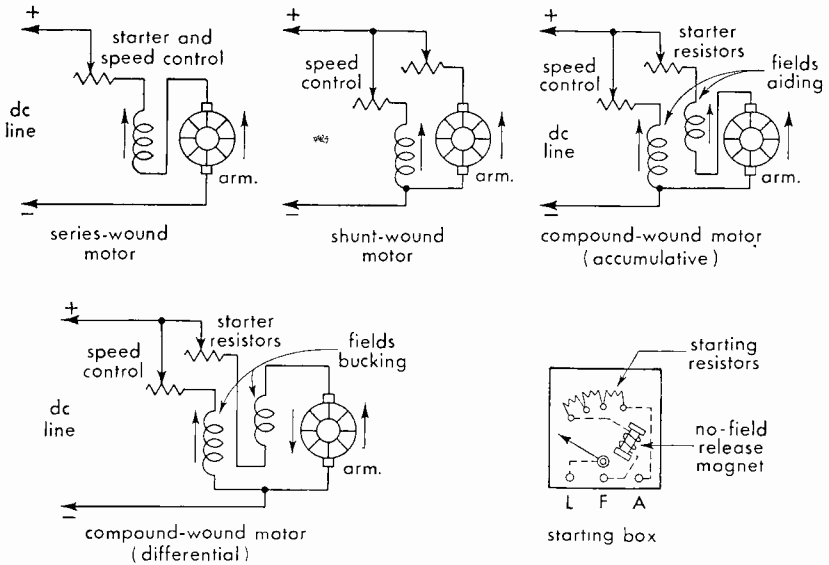 +
starter and
speed control
dc
line
arm.
−
series-wound
motor
+
speed
control
dc
line
arm.
−
shunt-wound
motor
+
starter
resistors
speed
control
fields
aiding
dc
line
arm.
−
compound-wound motor
(accumulative)
+
starter
resistors
speed
control
fields
bucking
dc
line
arm.
−
compound-wound motor
(differential)
starting
resistors
no-field
release
magnet
L F A
starting box